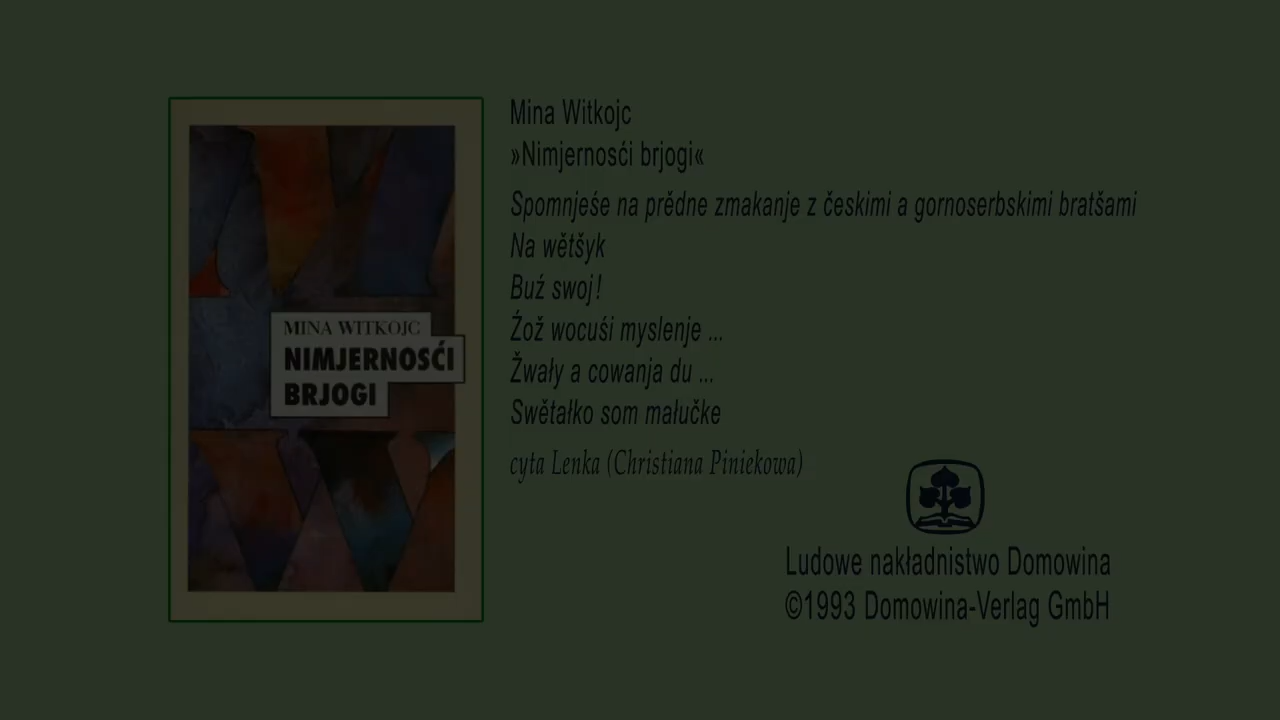 MINA WITKOJC
NIMJERNOSĆI
BRJOGI
Mina Witkojc
»Nimjernosći brjogi«
Spomnjeśe na prědne zmakanje z českimi a gornoserbskimi bratšami
Na wětšyk
Buź swoj!
Źož wocuśi myslenje ...
Žwały a cowanja du ...
Swětałko som małučke
cyta Lenka (Christiana Piniekowa)
Ludowe nakładnistwo Domowina
©1993 Domowina-Verlag GmbH